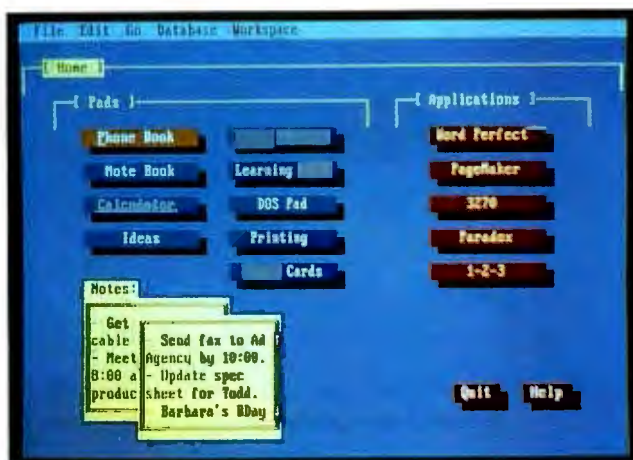 File Edit Go Database Workspace
[ Home ]
[ Pads ]
[ Applications ]
Phone Book
Word Perfect
Note Book
Learning
PageMaker
Calendator
DOS Pad
3270
Ideas
Printing
Paradox
Cards
1-2-3
Notes:
- Get
cable
- Meet
8:00 a
produc
Send fax to Ad
Agency by 10:00.
- Update spec
sheet for Todd.
Barbara's BDay
Quit
Help